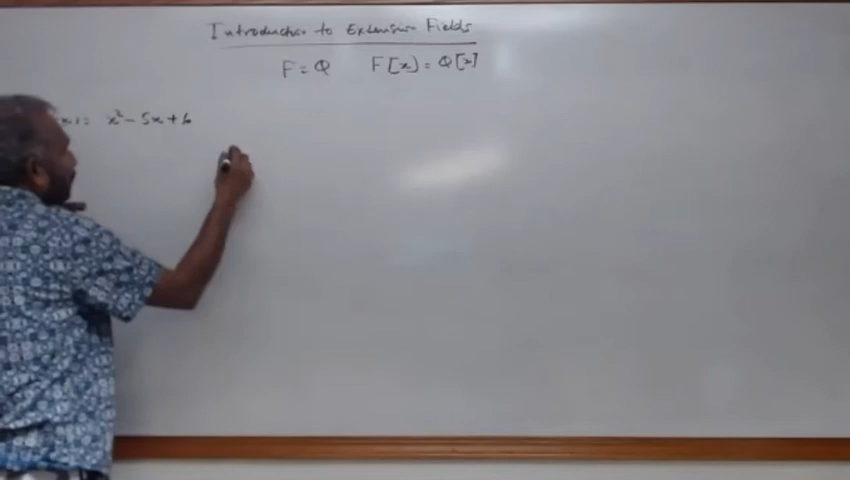 Introduction to Extension Fields
F = Q F[x] = Q[x]
x) = x² - 5x + 6